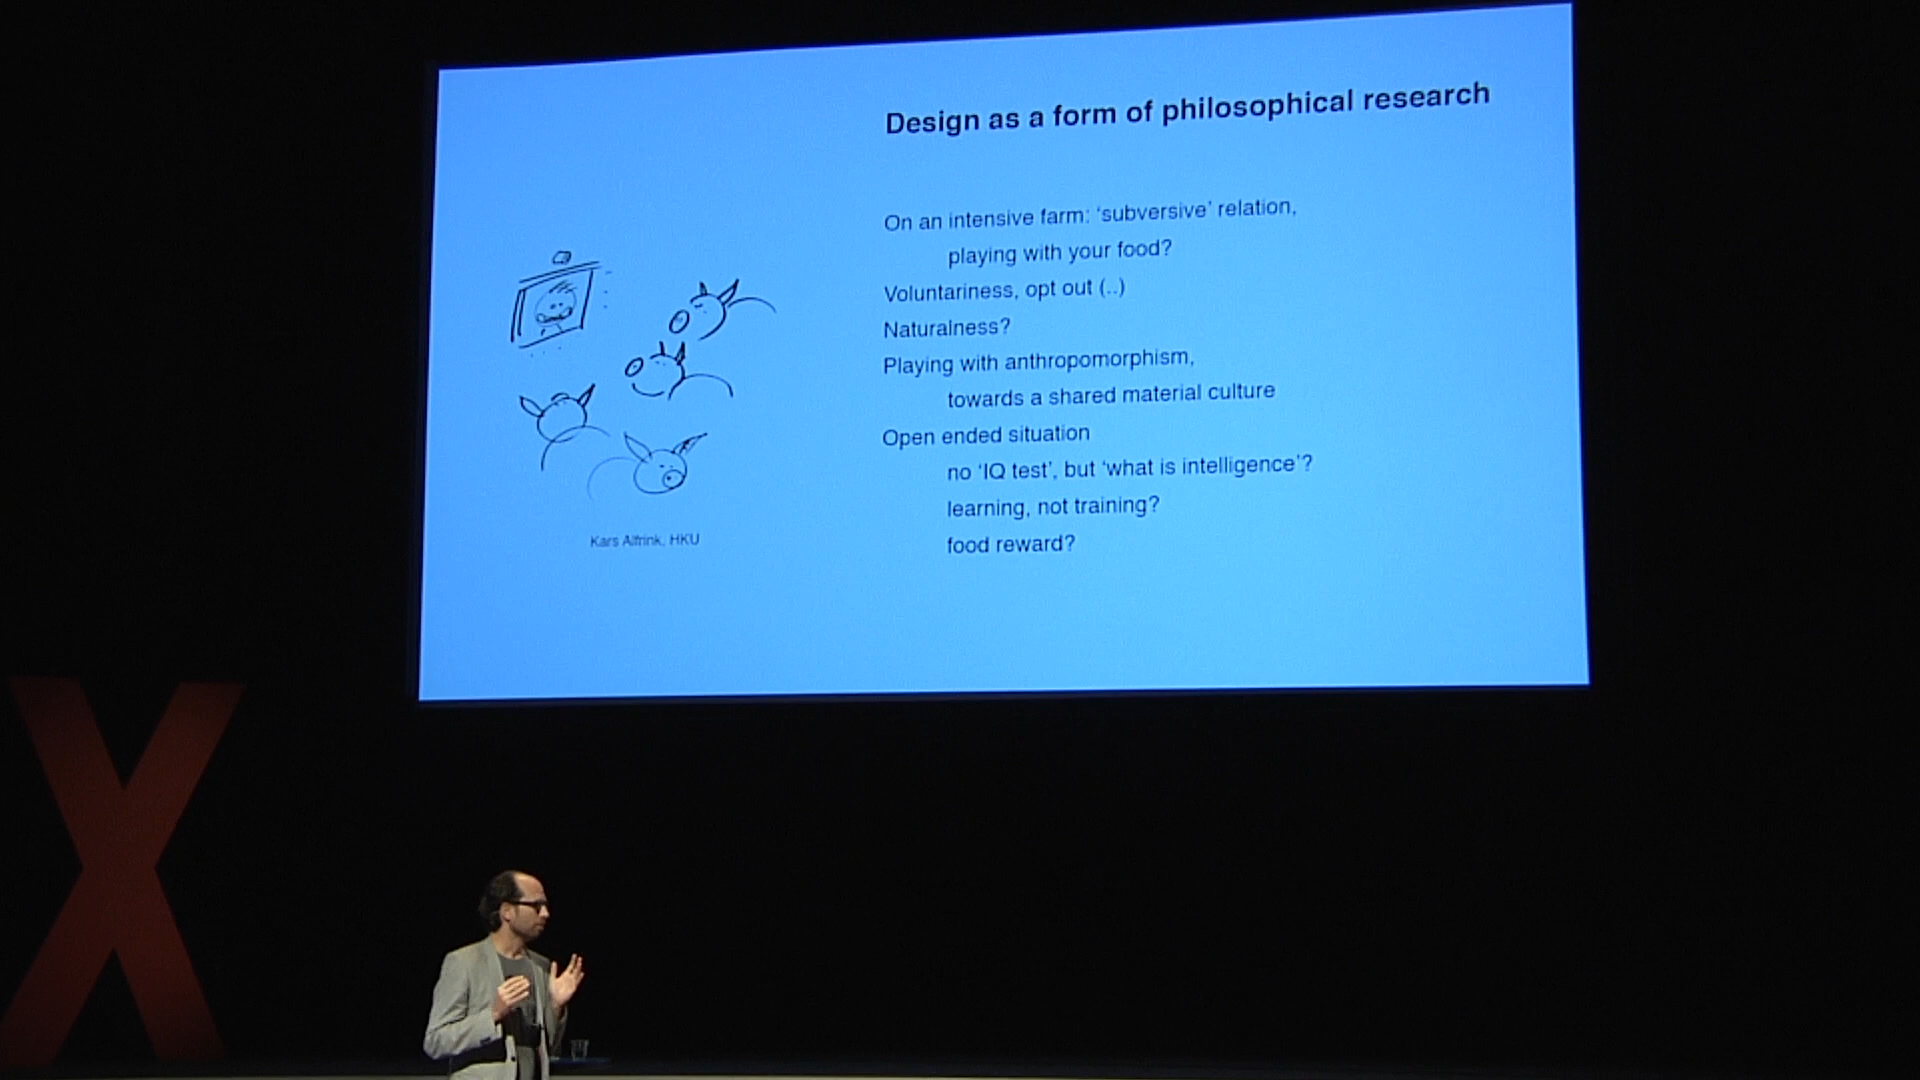 Design as a form of philosophical research
On an intensive farm: ‘subversive’ relation,
playing with your food?
Voluntariness, opt out (..)
Naturalness?
Playing with anthropomorphism,
towards a shared material culture
Open ended situation
no ‘IQ test’, but ‘what is intelligence’?
learning, not training?
food reward?
Kars Alfrink, HKU
X